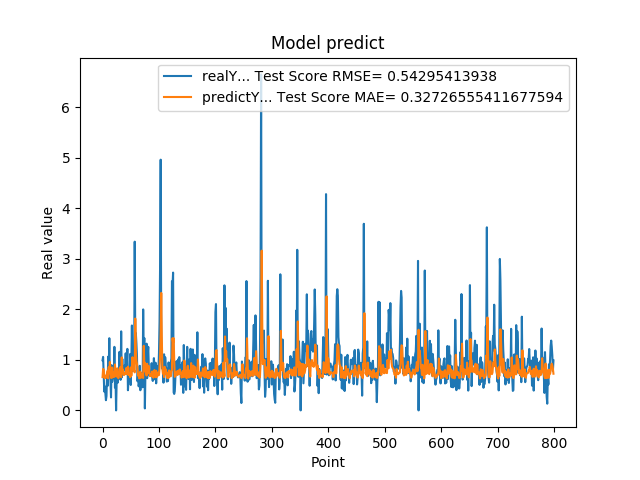 Model predict
realY... Test Score RMSE= 0.54295413938
predictY... Test Score MAE= 0.32726555411677594
Real value
6
5
4
3
2
1
0
0 100 200 300 400 500 600 700 800
Point